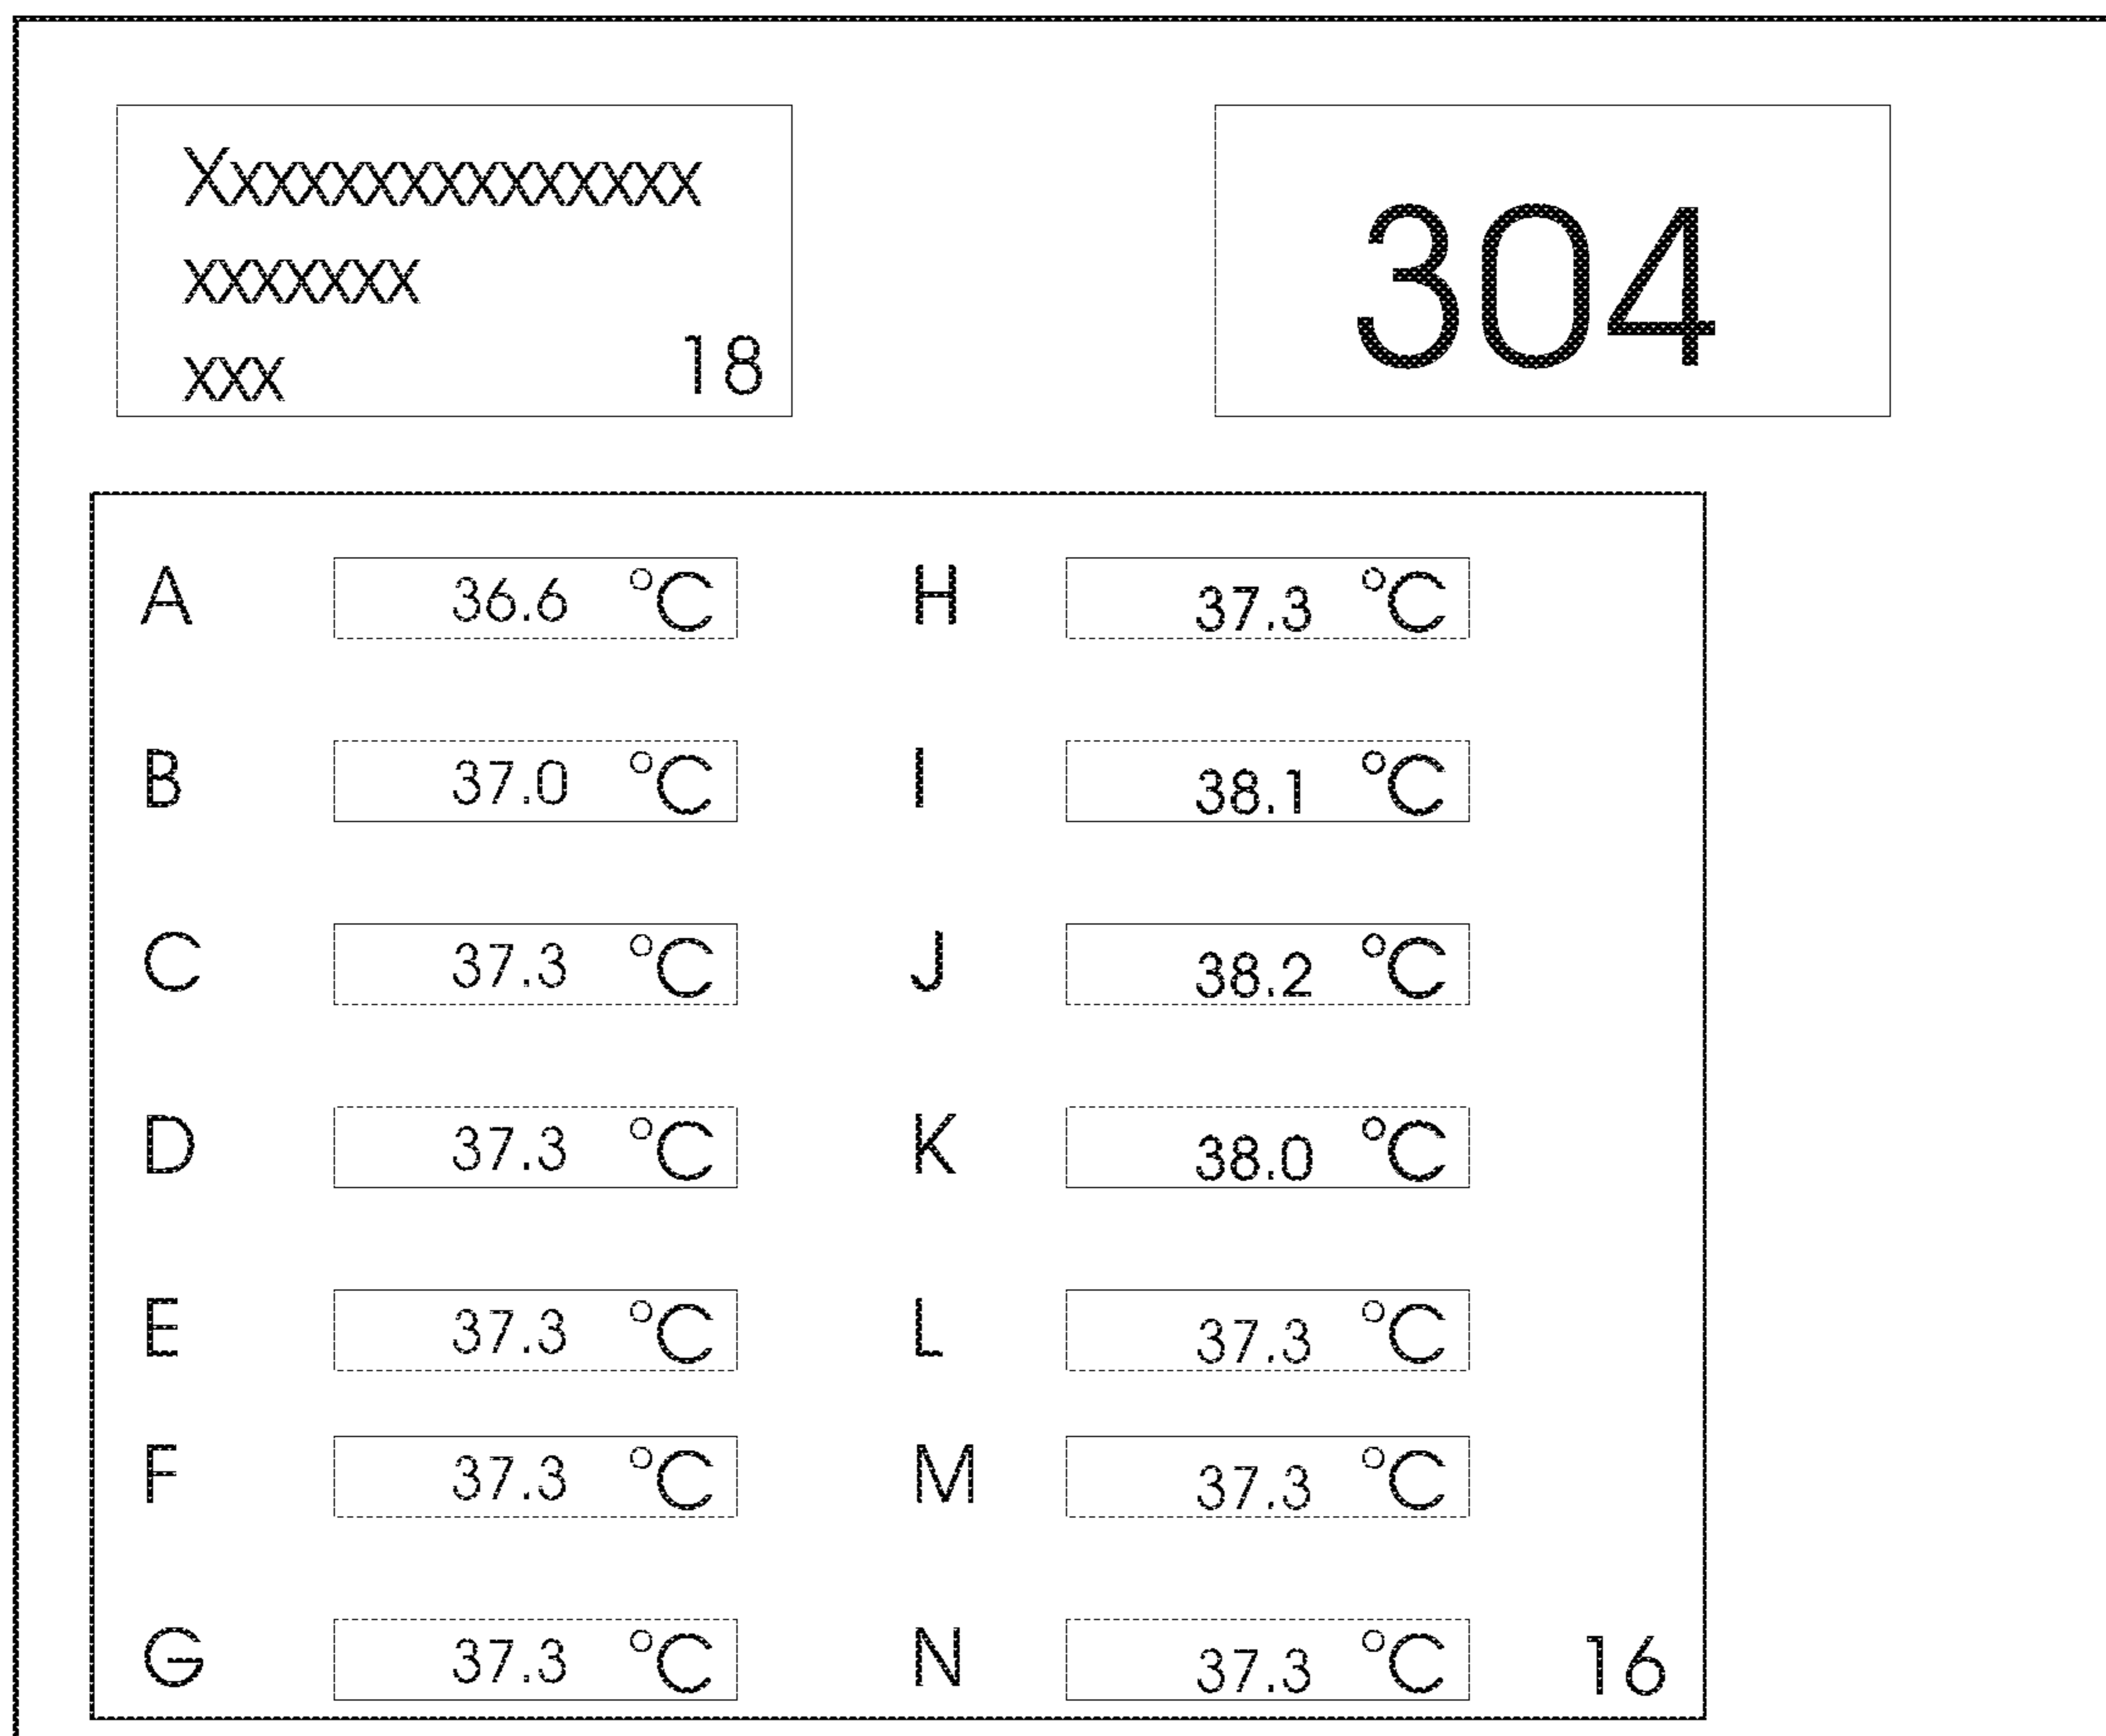 Xxxxxxxxxxxxxxx
xxxxxxx
xxx 18
304
A 36.6 °C H 37.3 °C
B 37.0 °C I 38.1 °C
C 37.3 °C J 38.2 °C
D 37.3 °C K 38.0 °C
E 37.3 °C L 37.3 °C
F 37.3 °C M 37.3 °C
G 37.3 °C N 37.3 °C 16